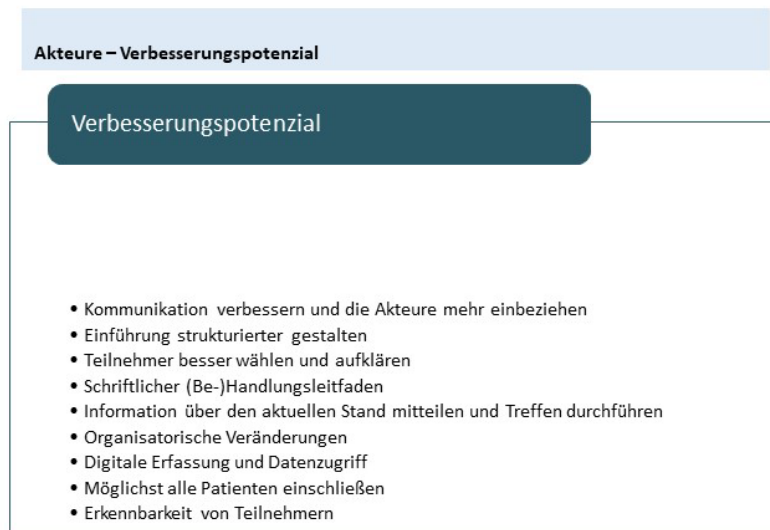 Akteure – Verbesserungspotenzial
Verbesserungspotenzial
• Kommunikation verbessern und die Akteure mehr einbeziehen
• Einführung strukturierter gestalten
• Teilnehmer besser wählen und aufklären
• Schriftlicher (Be-)Handlungsleitfaden
• Information über den aktuellen Stand mitteilen und Treffen durchführen
• Organisatorische Veränderungen
• Digitale Erfassung und Datenzugriff
• Möglichst alle Patienten einschließen
• Erkennbarkeit von Teilnehmern